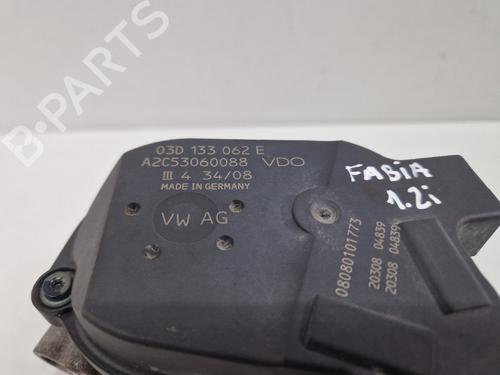 B-PARTS
03D 133 062 E
A2C53060088 VDO
III 4 34/08
MADE IN GERMANY
VW AG
FABIA
1.2i
08080101773
20308 04839
20308 04839